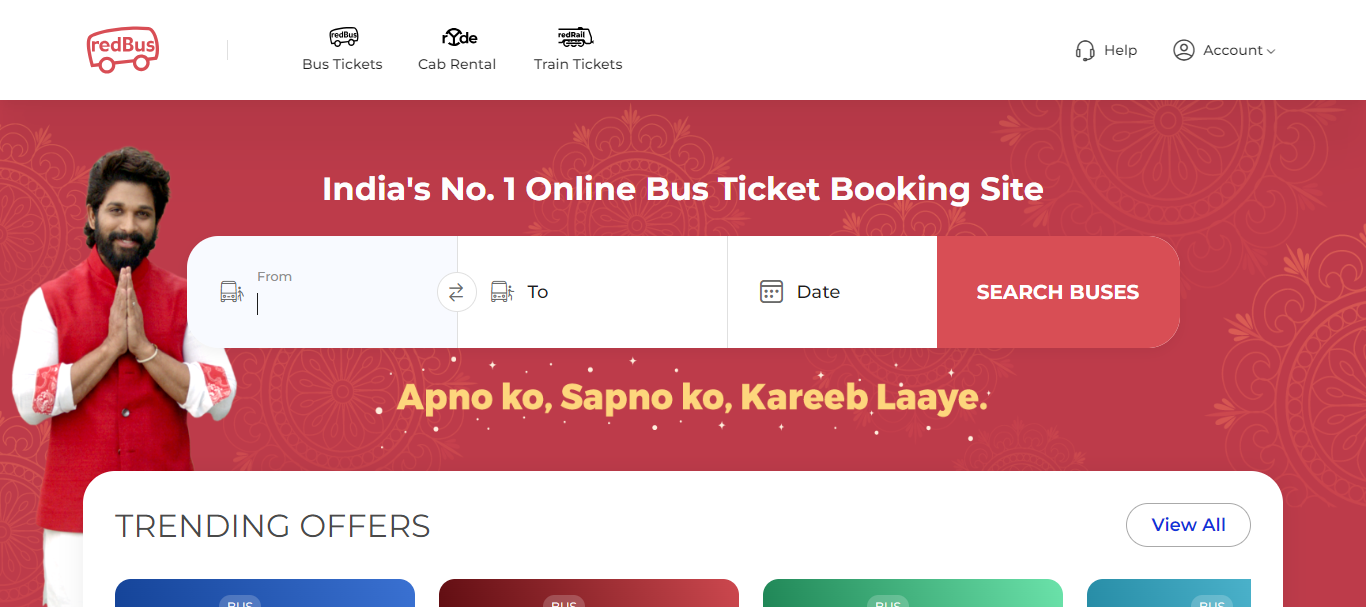 redBus
redBus
Bus Tickets
rYde
Cab Rental
redRail
Train Tickets
Help
Account
India's No. 1 Online Bus Ticket Booking Site
From
To
Date
SEARCH BUSES
Apno ko, Sapno ko, Kareeb Laaye.
TRENDING OFFERS
View All
BUS
BUS
BUS
BUS